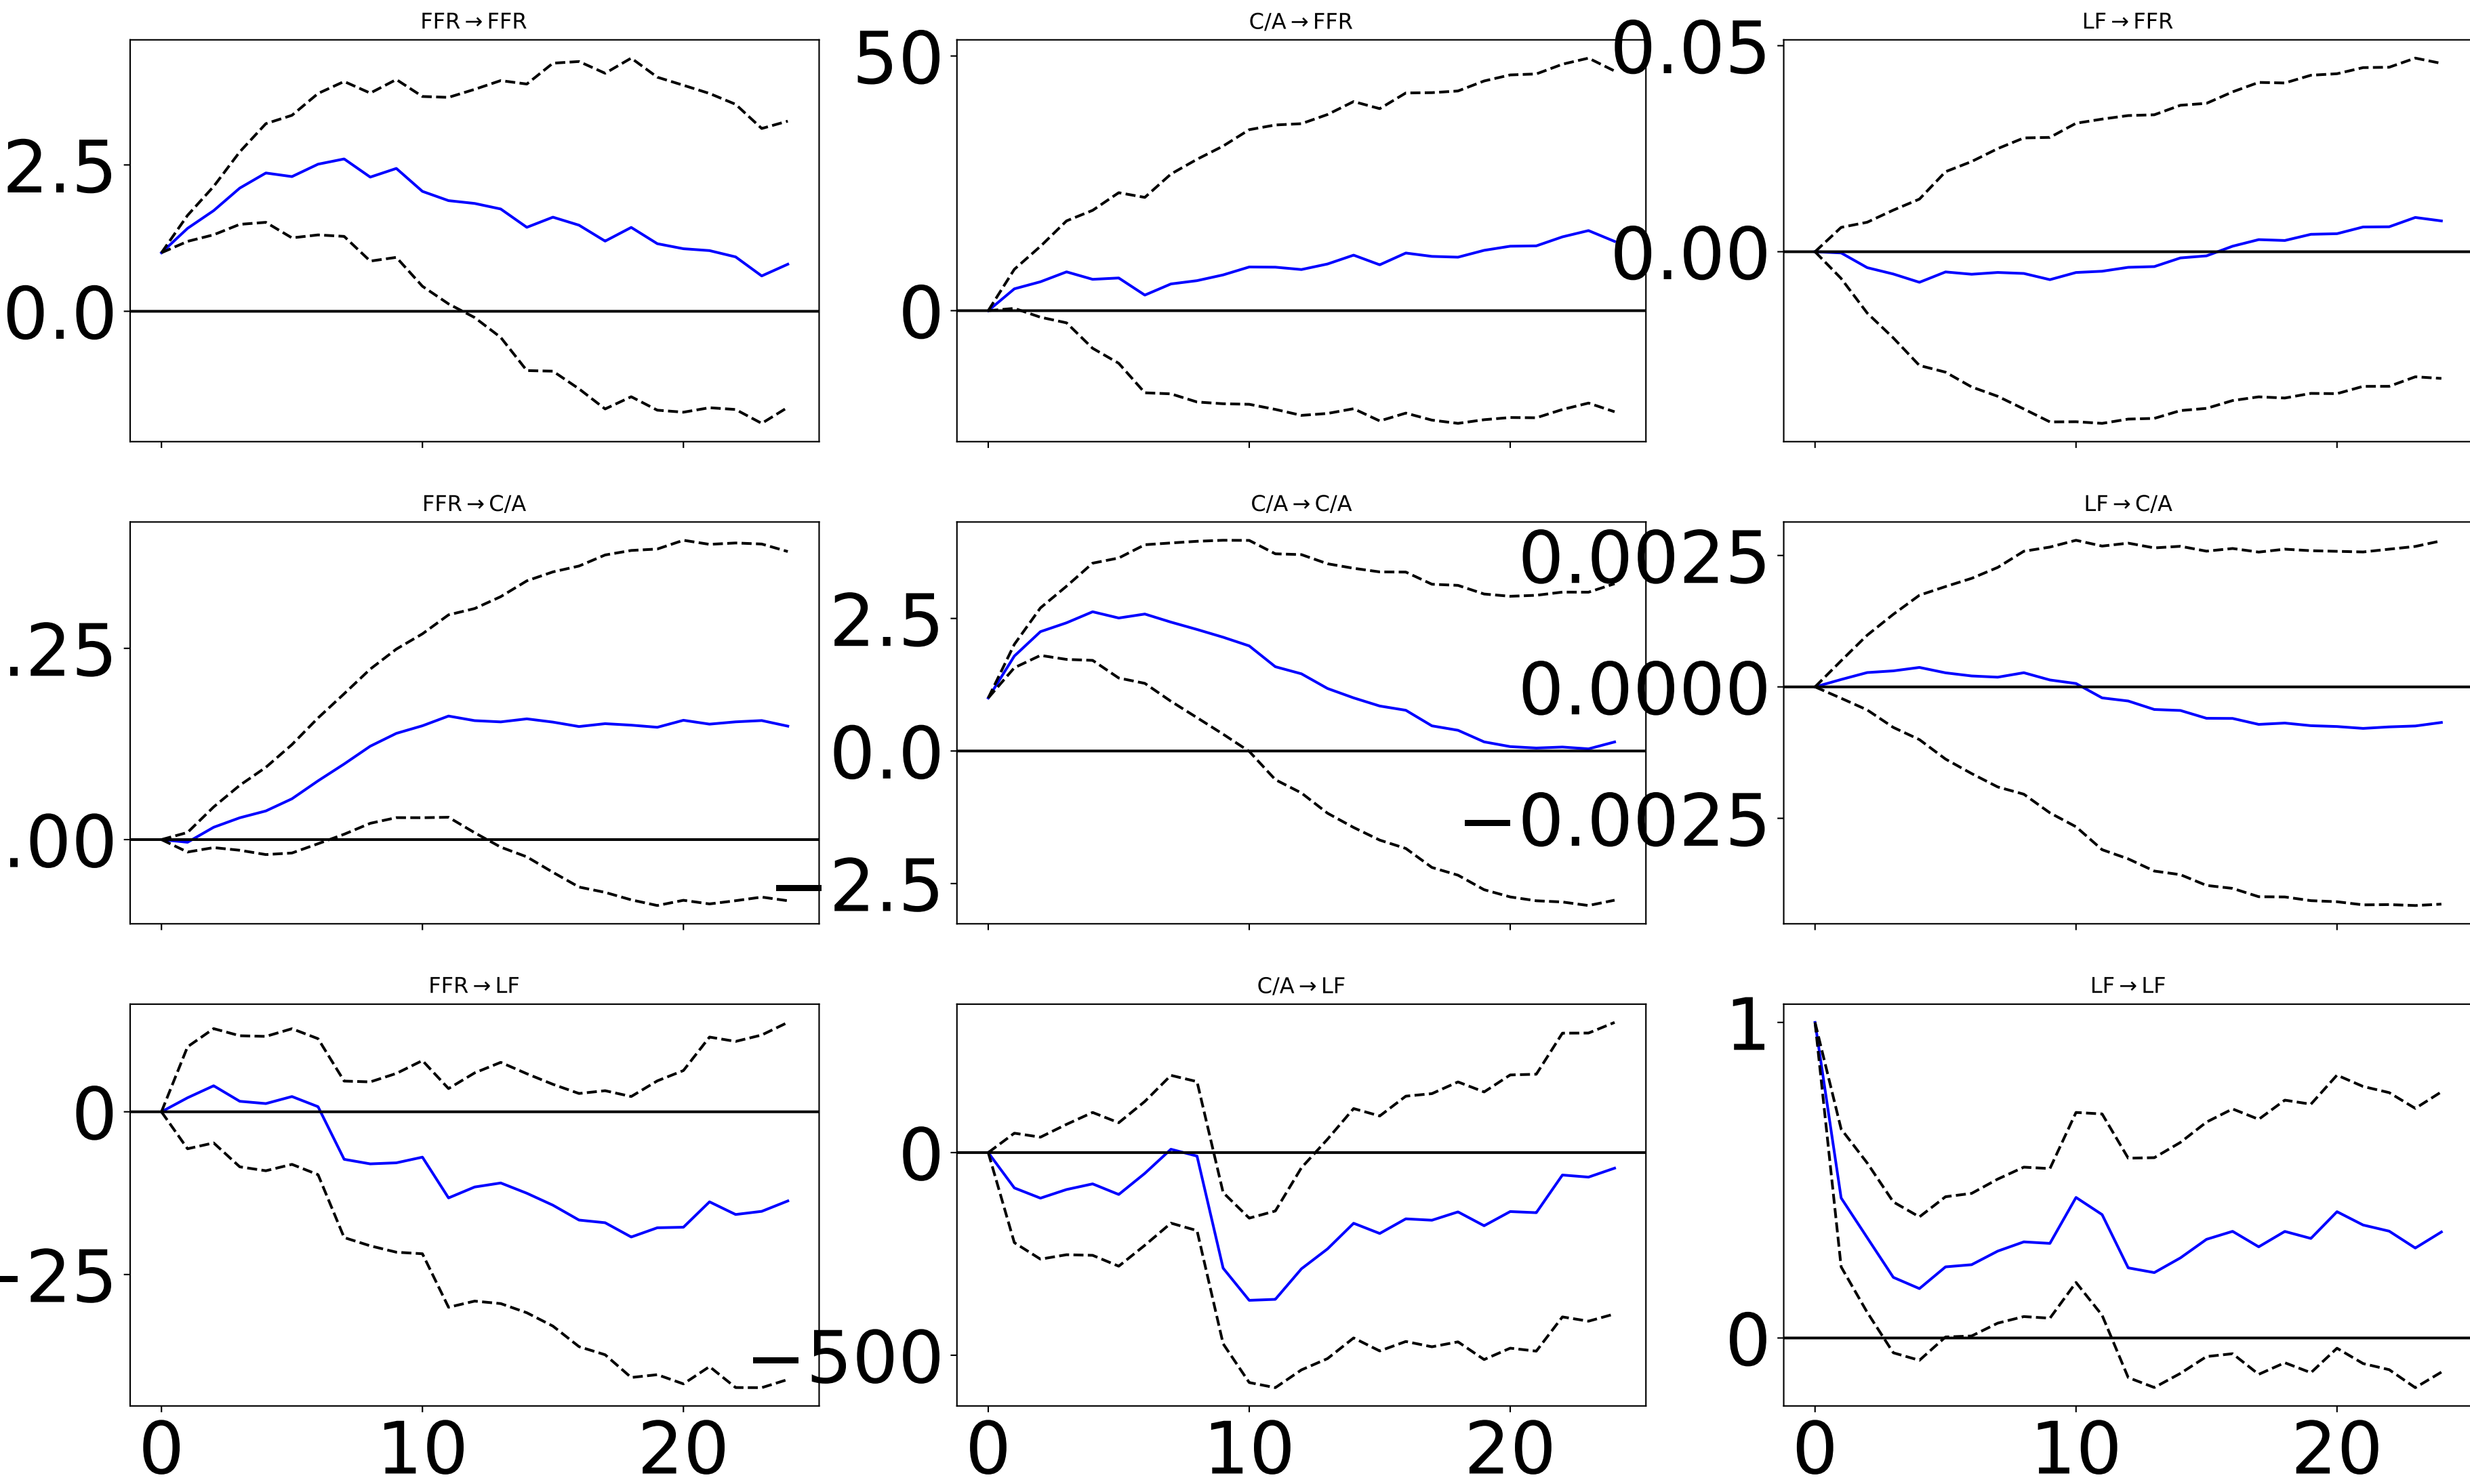 FFR → FFR
C/A → FFR
LF → FFR
2.5
0.0
50
0
0.05
0.00
FFR → C/A
C/A → C/A
LF → C/A
.25
.00
2.5
0.0
−2.5
0.0025
0.0000
−0.0025
FFR → LF
C/A → LF
LF → LF
0
−25
0
−500
1
0
0 10 20
0 10 20
0 10 20